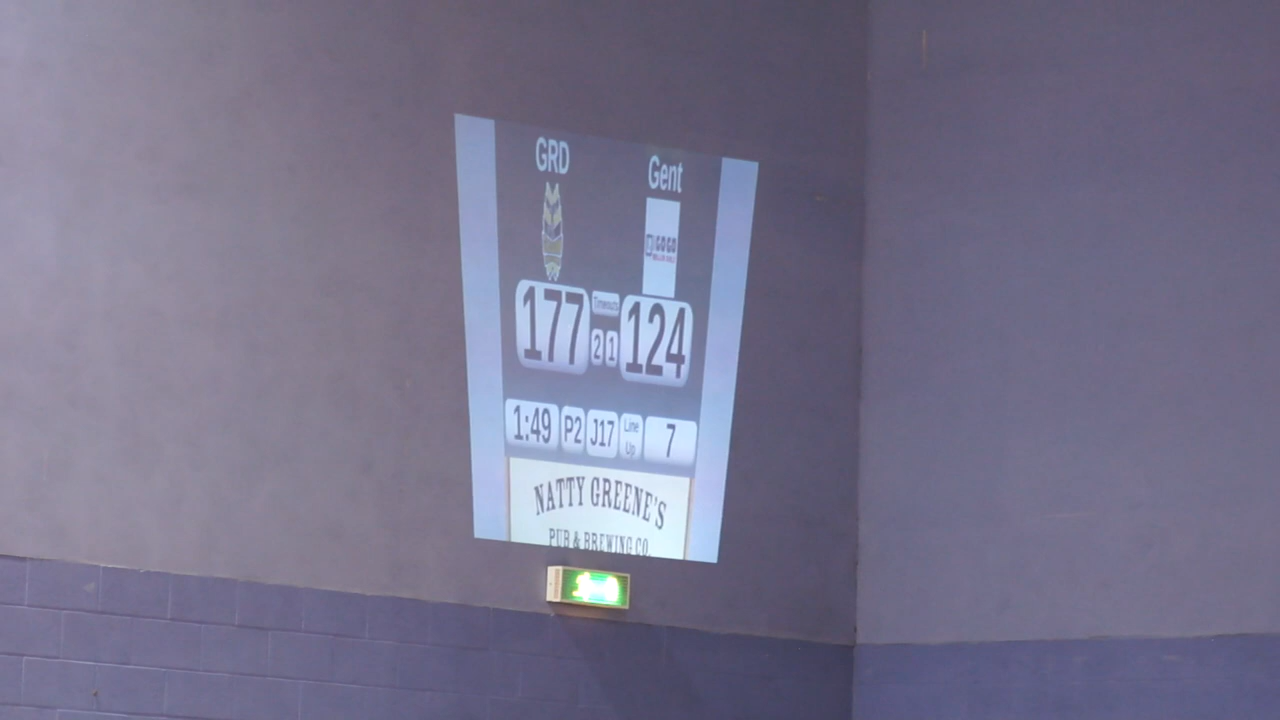 GRD Gent
GOGO
177 Timeouts 124
2 1
1:49 P2 J17 Line Up 7
NATTY GREENE'S
PUB & BREWING CO.